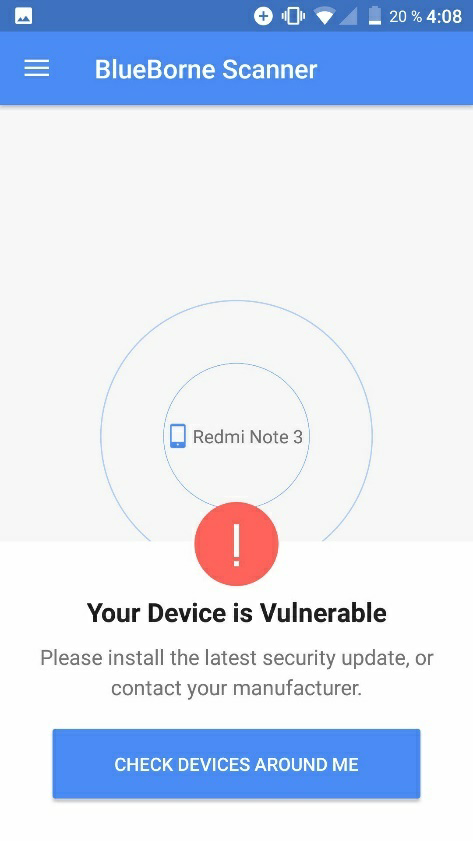 20 % 4:08
BlueBorne Scanner
Redmi Note 3
Your Device is Vulnerable
Please install the latest security update, or
contact your manufacturer.
CHECK DEVICES AROUND ME